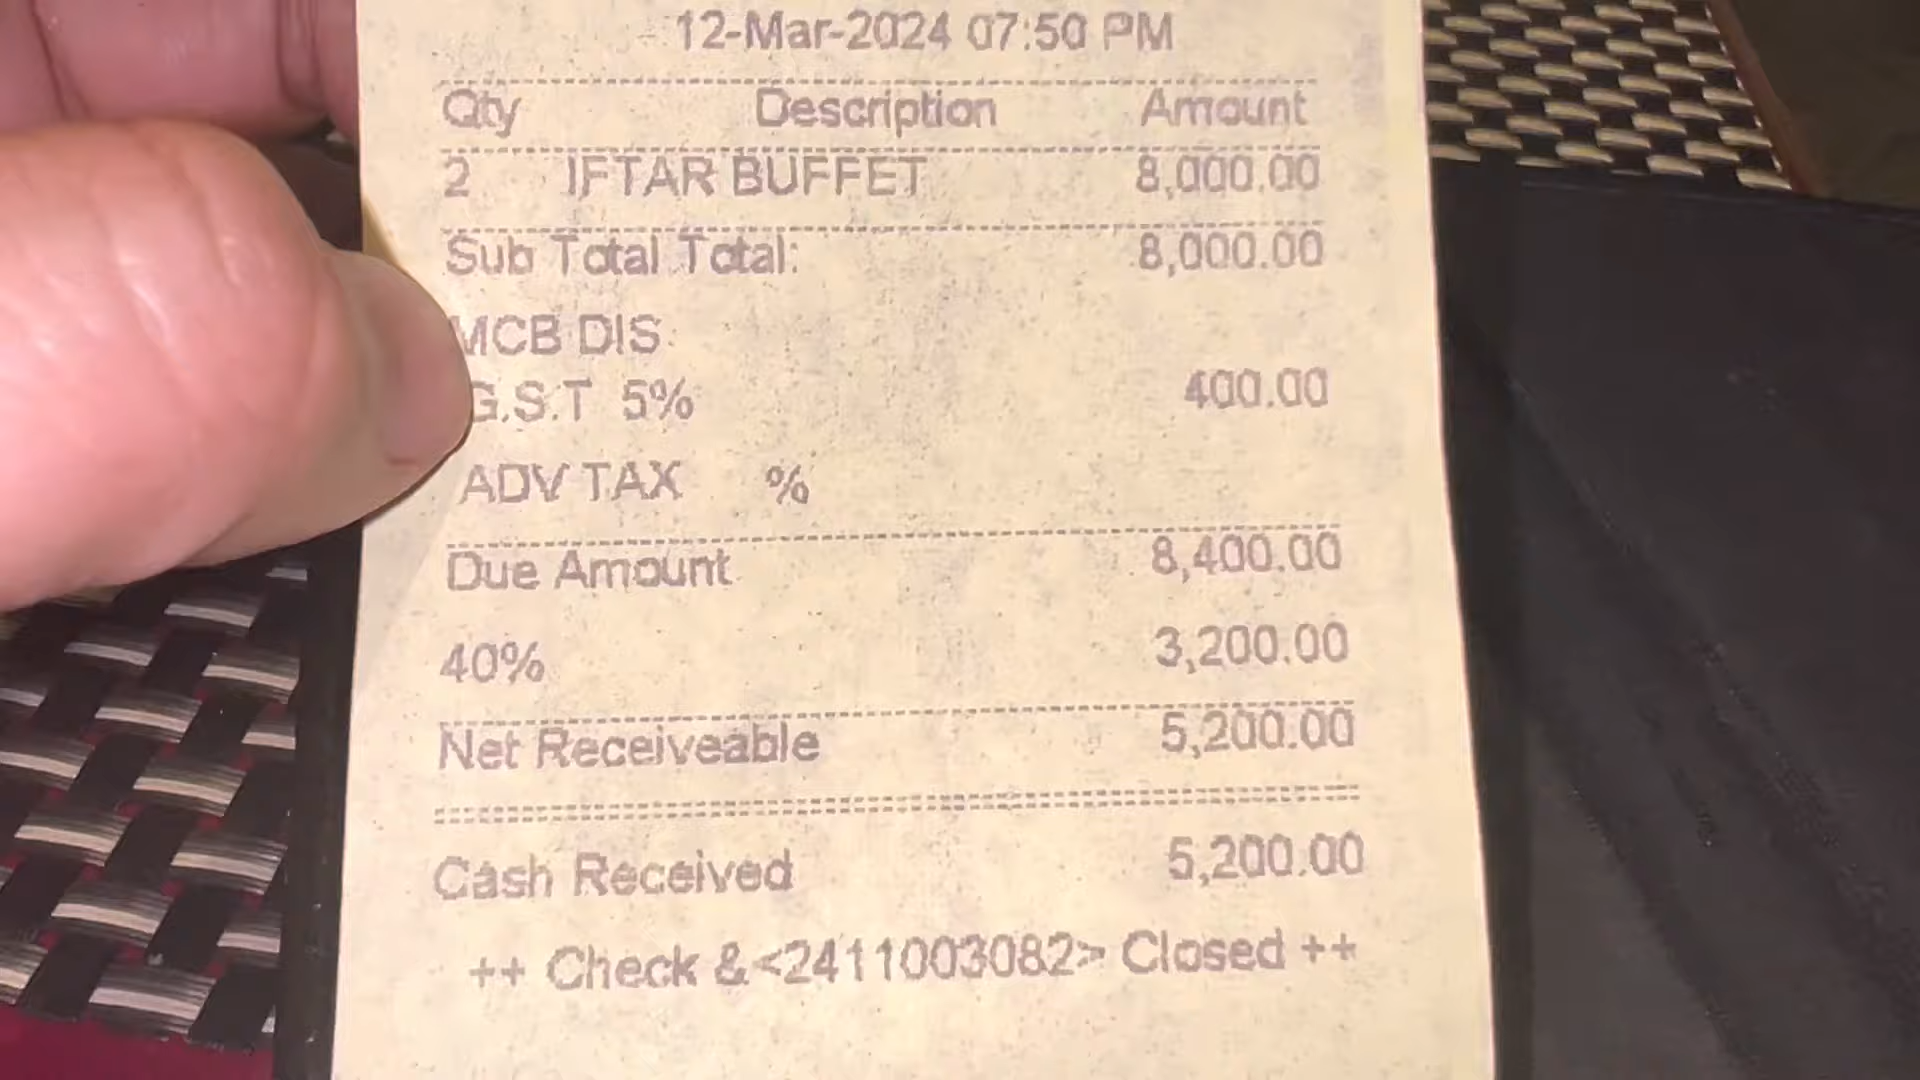 12-Mar-2024 07:50 PM
Qty Description Amount
2 IFTAR BUFFET 8,000.00
Sub Total Total: 8,000.00
MCB DIS
G.S.T 5% 400.00
ADV TAX %
Due Amount 8,400.00
40% 3,200.00
Net Receiveable 5,200.00
Cash Received 5,200.00
++ Check &<2411003082> Closed ++